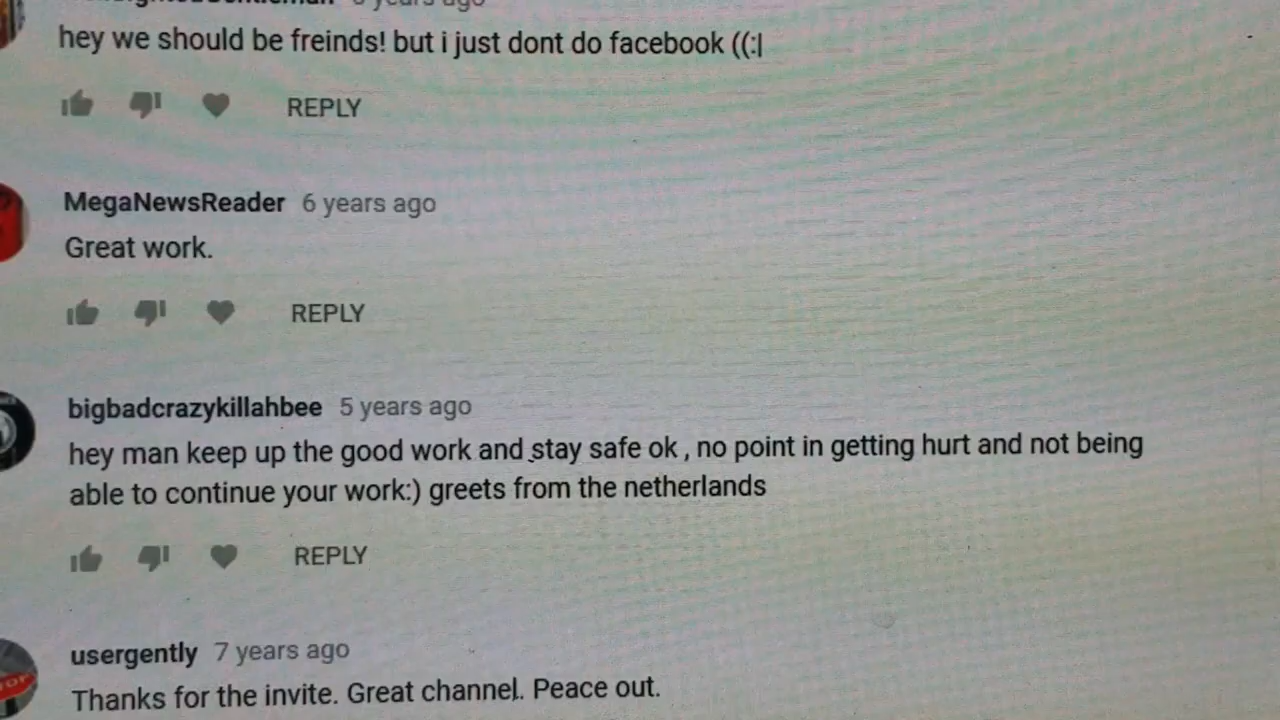 hey we should be freinds! but i just dont do facebook ((:|
REPLY
MegaNewsReader 6 years ago
Great work.
REPLY
bigbadcrazykillahbee 5 years ago
hey man keep up the good work and stay safe ok , no point in getting hurt and not being
able to continue your work:) greets from the netherlands
REPLY
usergently 7 years ago
Thanks for the invite. Great channel. Peace out.